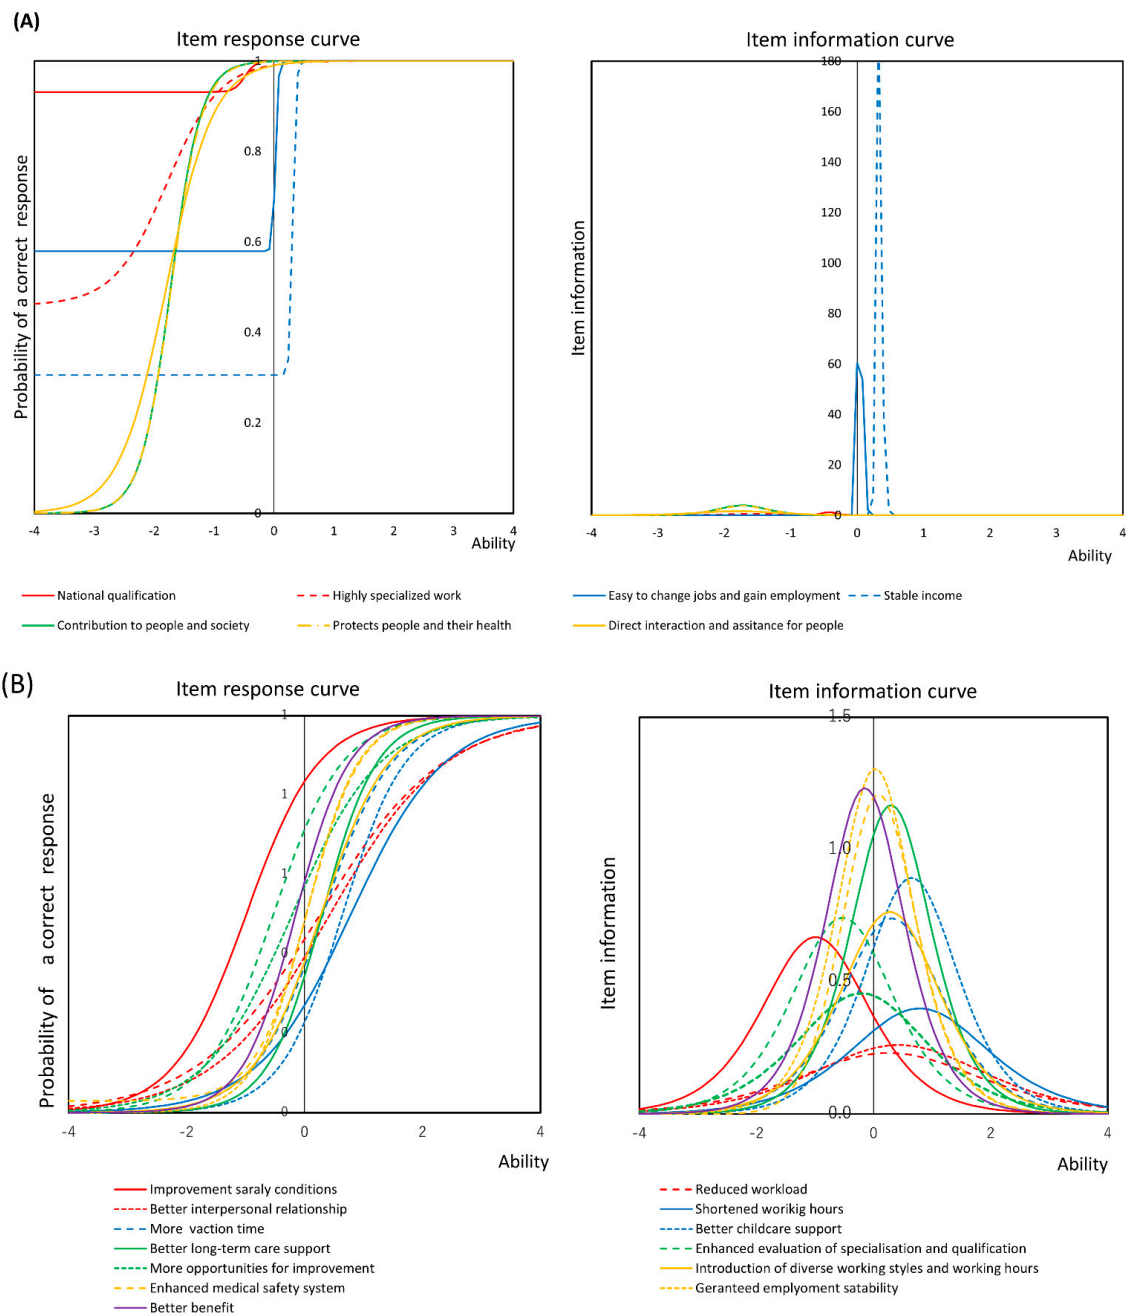 (A)
Item response curve
Item information curve
Probability of a correct response
1
0.8
0.6
0.4
0.2
0
-4 -3 -2 -1 0 1 2 3 4
Ability
Item information
180
160
140
120
100
80
60
40
20
0
-4 -3 -2 -1 0 1 2 3 4
Ability
National qualification
Highly specialized work
Easy to change jobs and gain employment
Stable income
Contribution to people and society
Protects people and their health
Direct interaction and assitance for people
(B)
Item response curve
Item information curve
Probability of a correct response
1
1
1
0
0
0
-4 -2 0 2 4
Ability
Item information
1.5
1.0
0.5
0.0
-4 -2 0 2 4
Ability
Improvement saraly conditions
Better interpersonal relationship
More vaction time
Better long-term care support
More opportunities for improvement
Enhanced medical safety system
Better benefit
Reduced workload
Shortened worikig hours
Better childcare support
Enhanced evaluation of specialisation and qualification
Introduction of diverse working styles and working hours
Geranteed emplyoment satability